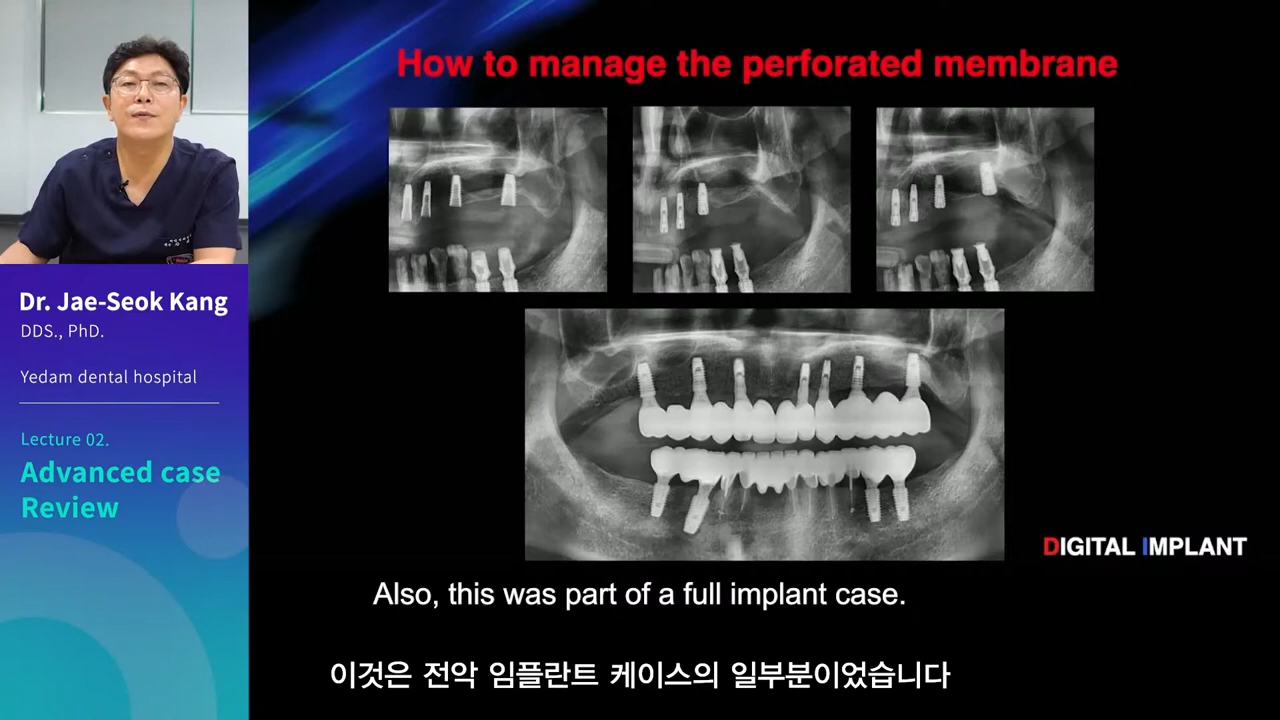 How to manage the perforated membrane
Dr. Jae-Seok Kang
DDS., PhD.
Yedam dental hospital
Lecture 02.
Advanced case
Review
DIGITAL IMPLANT
Also, this was part of a full implant case.
이것은 전악 임플란트 케이스의 일부분이었습니다